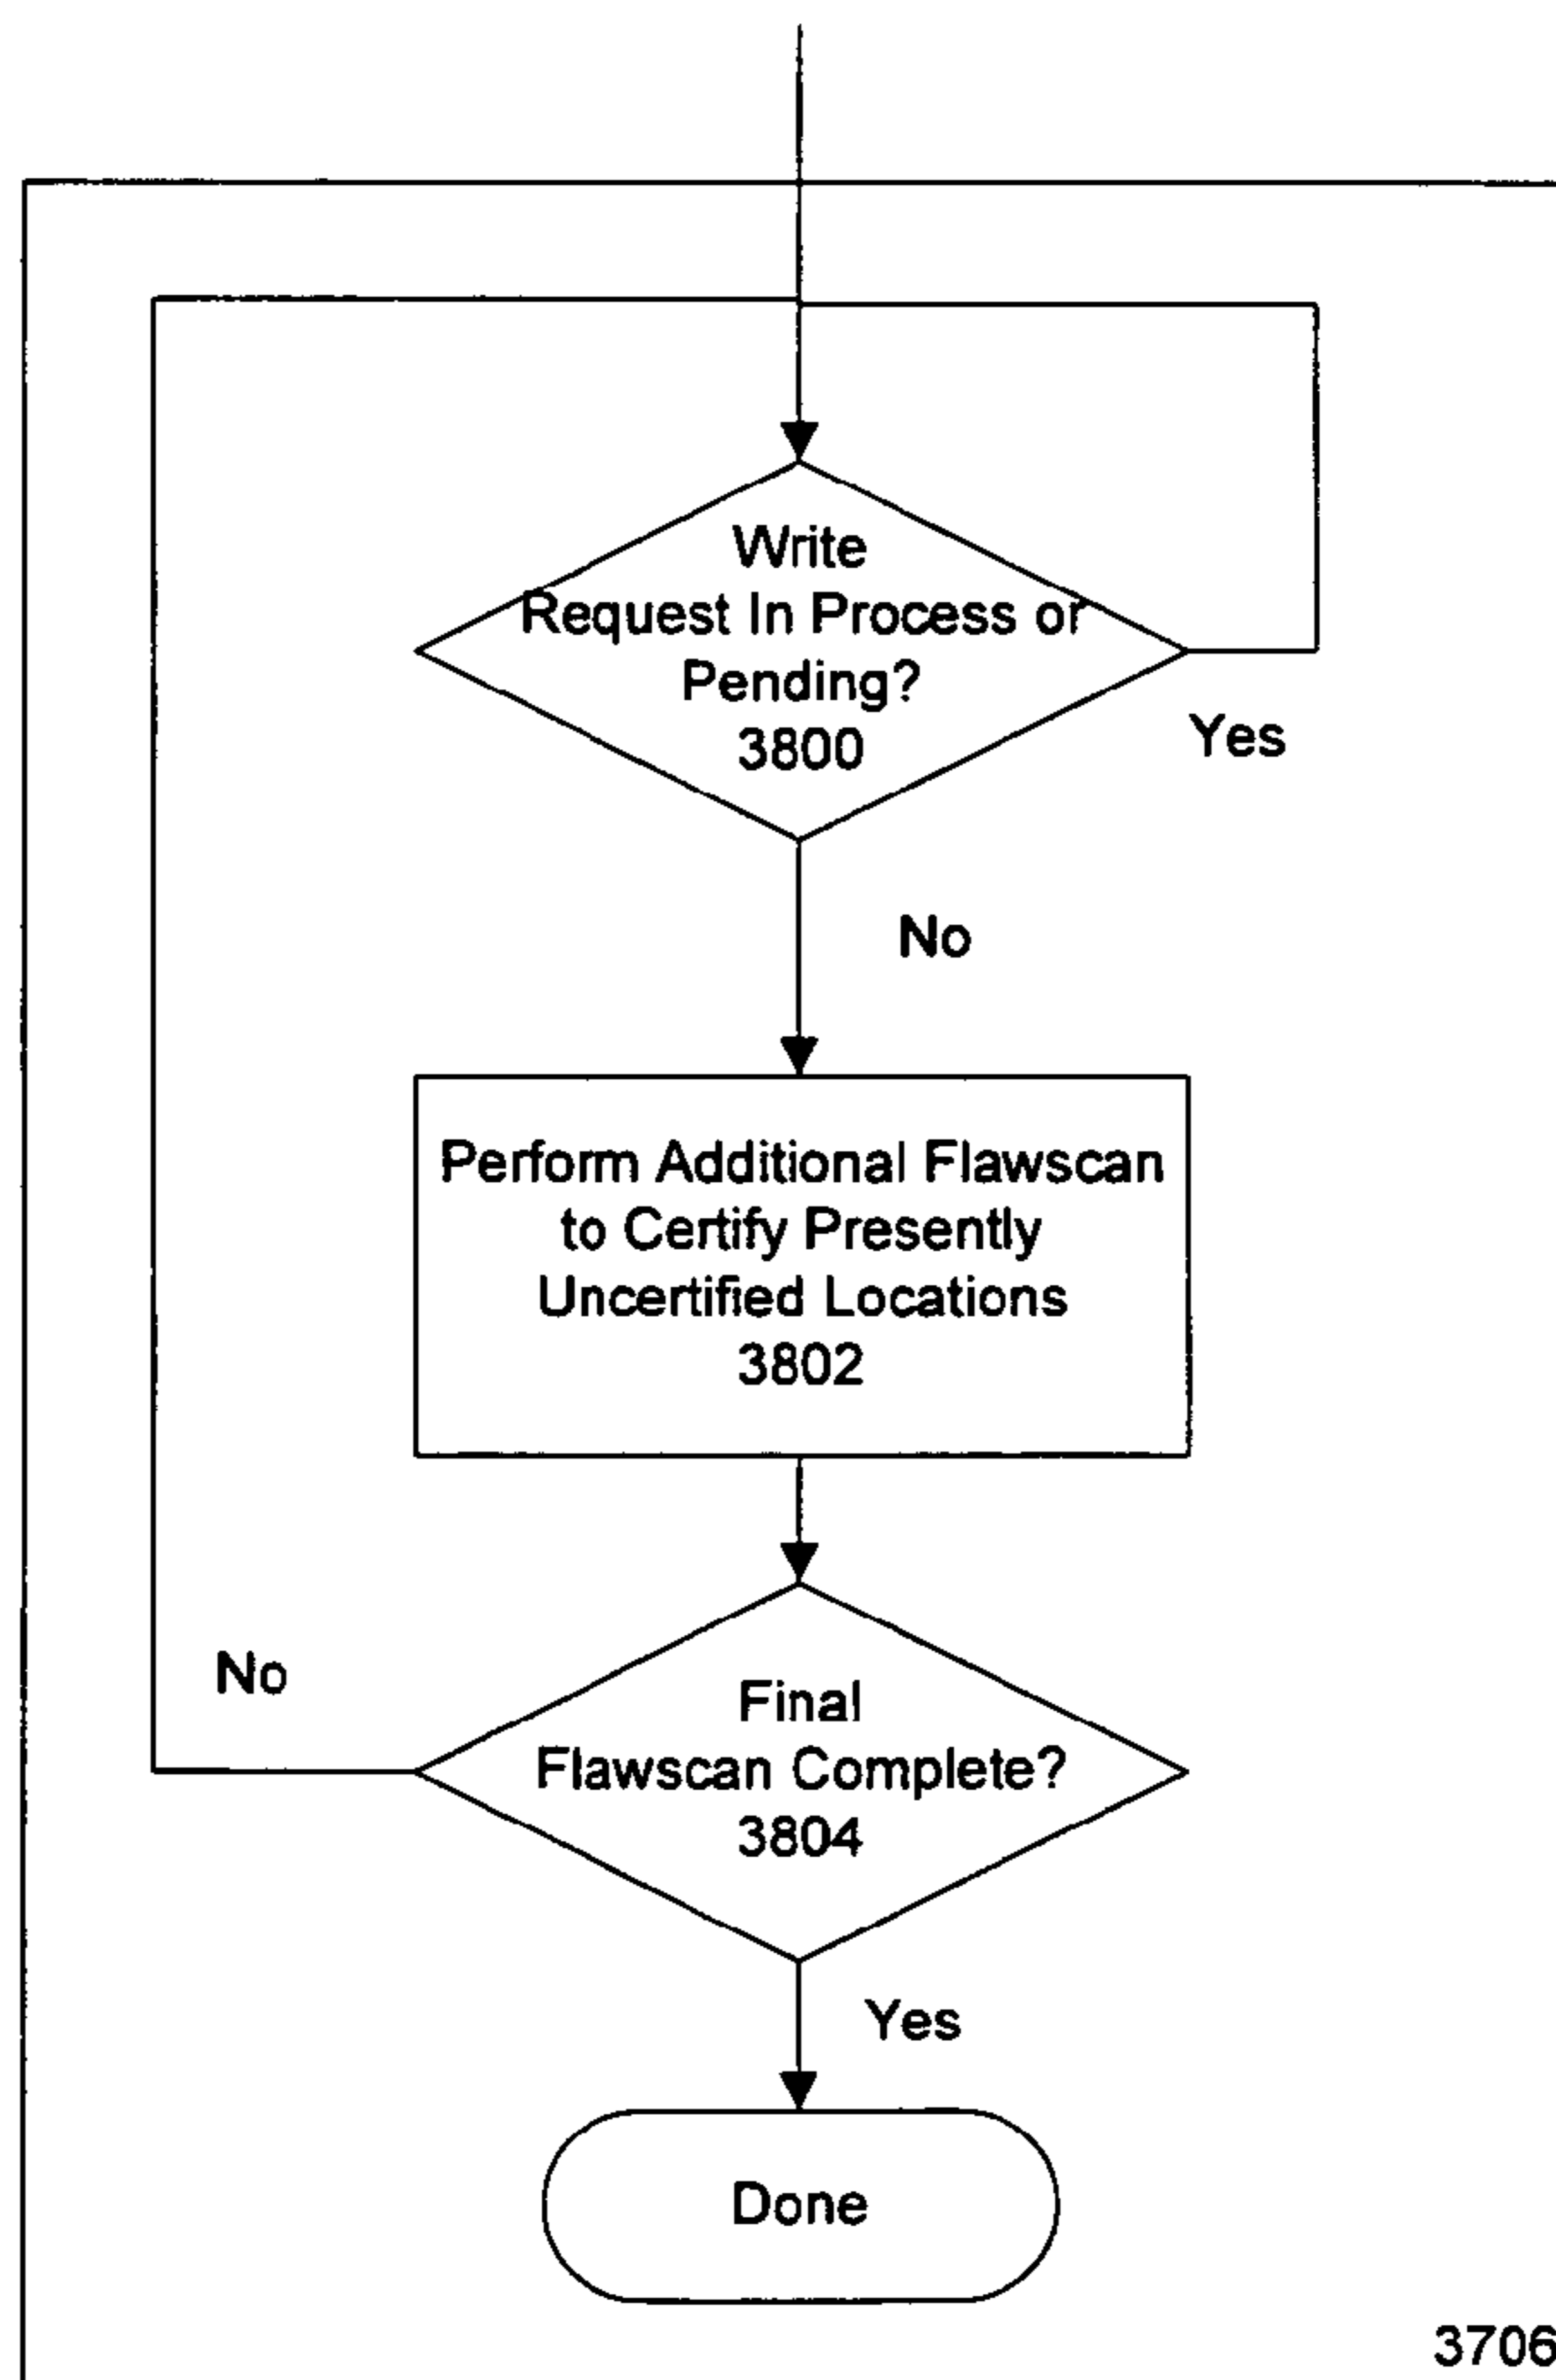 Write
Request In Process or
Pending?
3800
Yes
No
Perform Additional Flawscan
to Certify Presently
Uncertified Locations
3802
No
Final
Flawscan Complete?
3804
Yes
Done
3706